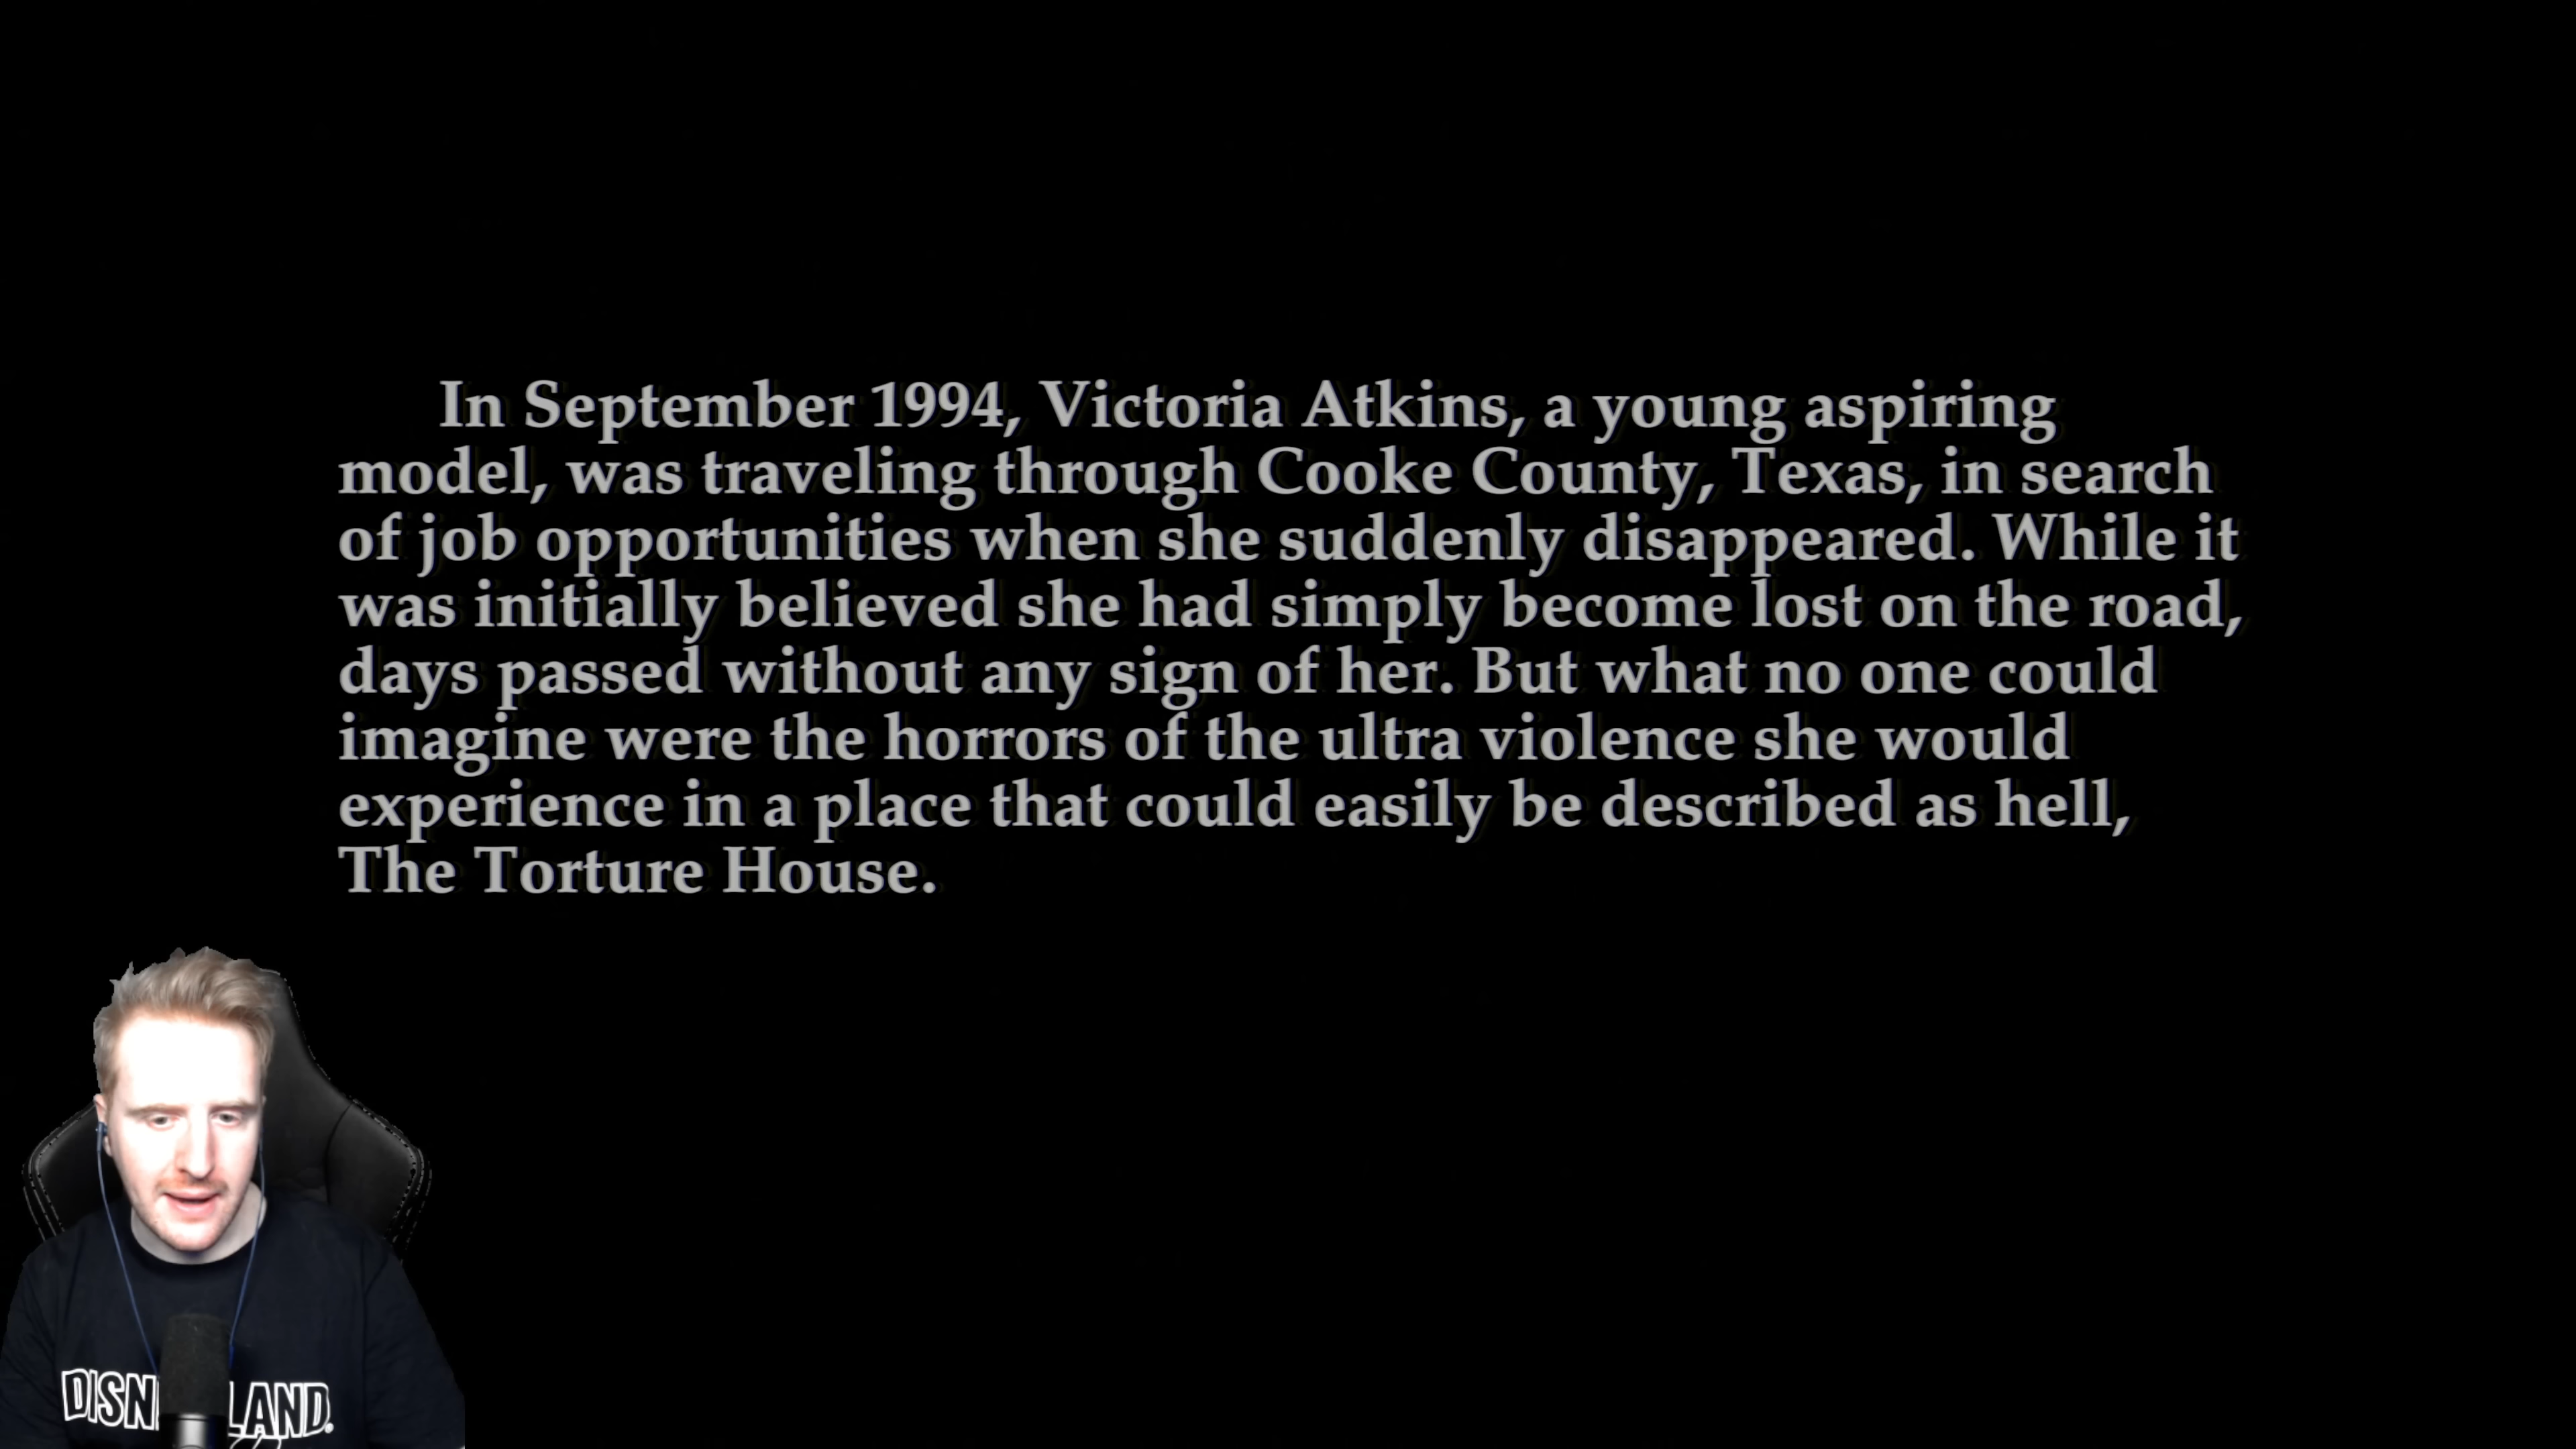 In September 1994, Victoria Atkins, a young aspiring
model, was traveling through Cooke County, Texas, in search
of job opportunities when she suddenly disappeared. While it
was initially believed she had simply become lost on the road,
days passed without any sign of her. But what no one could
imagine were the horrors of the ultra violence she would
experience in a place that could easily be described as hell,
The Torture House.